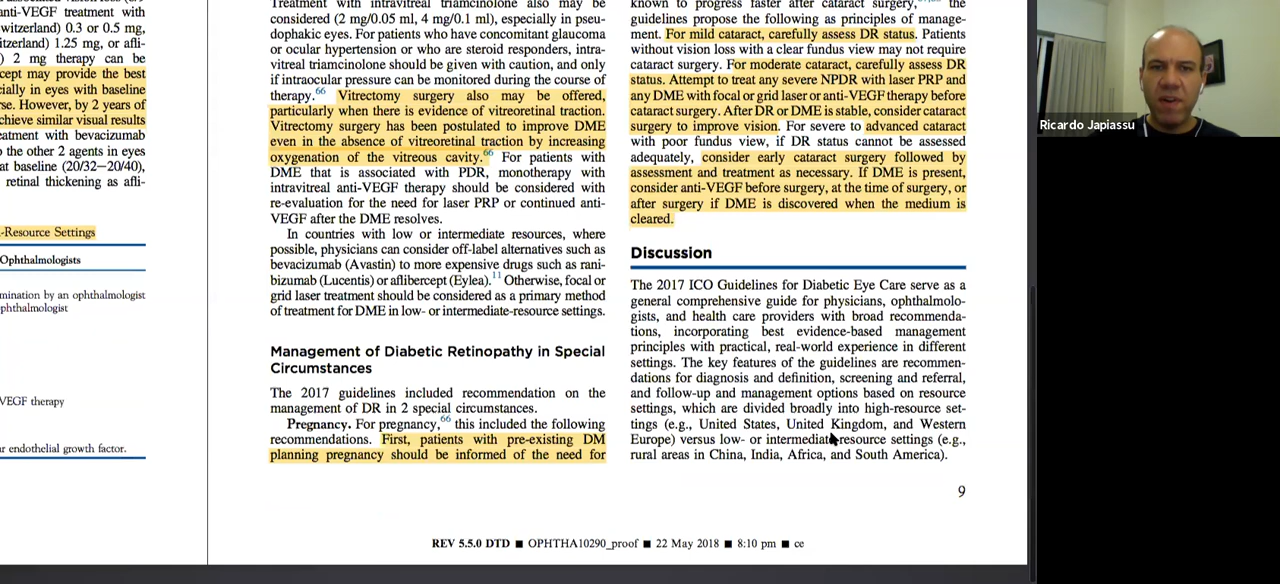 anti-VEGF treatment with
witzerland) 0.3 or 0.5 mg,
itzerland) 1.25 mg, or afli-
) 2 mg therapy can be
cept may provide the best
cially in eyes with baseline
rse. However, by 2 years of
chieve similar visual results
eatment with bevacizumab
o the other 2 agents in eyes
at baseline (20/32–20/40),
retinal thickening as afli-
-Resource Settings
Ophthalmologists
mination by an ophthalmologist
phthalmologist
VEGF therapy
r endothelial growth factor.
Treatment with intravitreal triamcinolone also may be
considered (2 mg/0.05 ml, 4 mg/0.1 ml), especially in pseu-
dophakic eyes. For patients who have concomitant glaucoma
or ocular hypertension or who are steroid responders, intra-
vitreal triamcinolone should be given with caution, and only
if intraocular pressure can be monitored during the course of
therapy.66 Vitrectomy surgery also may be offered,
particularly when there is evidence of vitreoretinal traction.
Vitrectomy surgery has been postulated to improve DME
even in the absence of vitreoretinal traction by increasing
oxygenation of the vitreous cavity.66 For patients with
DME that is associated with PDR, monotherapy with
intravitreal anti-VEGF therapy should be considered with
re-evaluation for the need for laser PRP or continued anti-
VEGF after the DME resolves.
In countries with low or intermediate resources, where
possible, physicians can consider off-label alternatives such as
bevacizumab (Avastin) to more expensive drugs such as rani-
bizumab (Lucentis) or aflibercept (Eylea).11 Otherwise, focal or
grid laser treatment should be considered as a primary method
of treatment for DME in low- or intermediate-resource settings.
Management of Diabetic Retinopathy in Special
Circumstances
The 2017 guidelines included recommendation on the
management of DR in 2 special circumstances.
Pregnancy. For pregnancy,66 this included the following
recommendations. First, patients with pre-existing DM
planning pregnancy should be informed of the need for
known to progress faster after cataract surgery, the
guidelines propose the following as principles of manage-
ment. For mild cataract, carefully assess DR status. Patients
without vision loss with a clear fundus view may not require
cataract surgery. For moderate cataract, carefully assess DR
status. Attempt to treat any severe NPDR with laser PRP and
any DME with focal or grid laser or anti-VEGF therapy before
cataract surgery. After DR or DME is stable, consider cataract
surgery to improve vision. For severe to advanced cataract
with poor fundus view, if DR status cannot be assessed
adequately, consider early cataract surgery followed by
assessment and treatment as necessary. If DME is present,
consider anti-VEGF before surgery, at the time of surgery, or
after surgery if DME is discovered when the medium is
cleared.
Discussion
The 2017 ICO Guidelines for Diabetic Eye Care serve as a
general comprehensive guide for physicians, ophthalmolo-
gists, and health care providers with broad recommenda-
tions, incorporating best evidence-based management
principles with practical, real-world experience in different
settings. The key features of the guidelines are recommen-
dations for diagnosis and definition, screening and referral,
and follow-up and management options based on resource
settings, which are divided broadly into high-resource set-
tings (e.g., United States, United Kingdom, and Western
Europe) versus low- or intermediate-resource settings (e.g.,
rural areas in China, India, Africa, and South America).
9
REV 5.5.0 DTD ■ OPHTHA10290_proof ■ 22 May 2018 ■ 8:10 pm ■ ce
Ricardo Japiassu